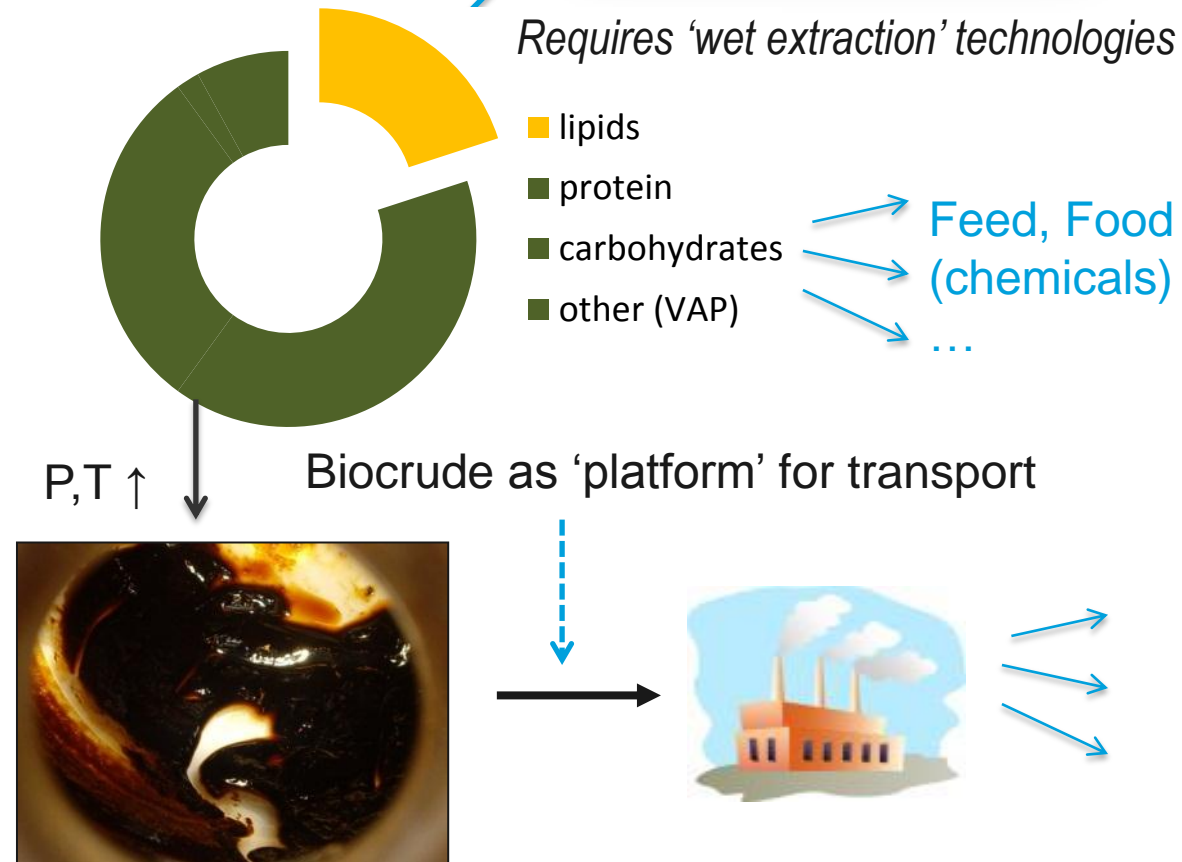 Requires ‘wet extraction’ technologies
lipids
protein
carbohydrates
other (VAP)
Feed, Food
(chemicals)
…
P,T ↑
Biocrude as ‘platform’ for transport